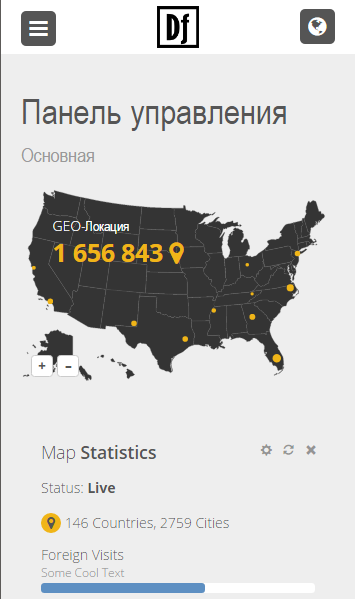 Df
Панель управления
Основная
GEO-Локация
1 656 843
+ -
Map Statistics
Status: Live
146 Countries, 2759 Cities
Foreign Visits
Some Cool Text